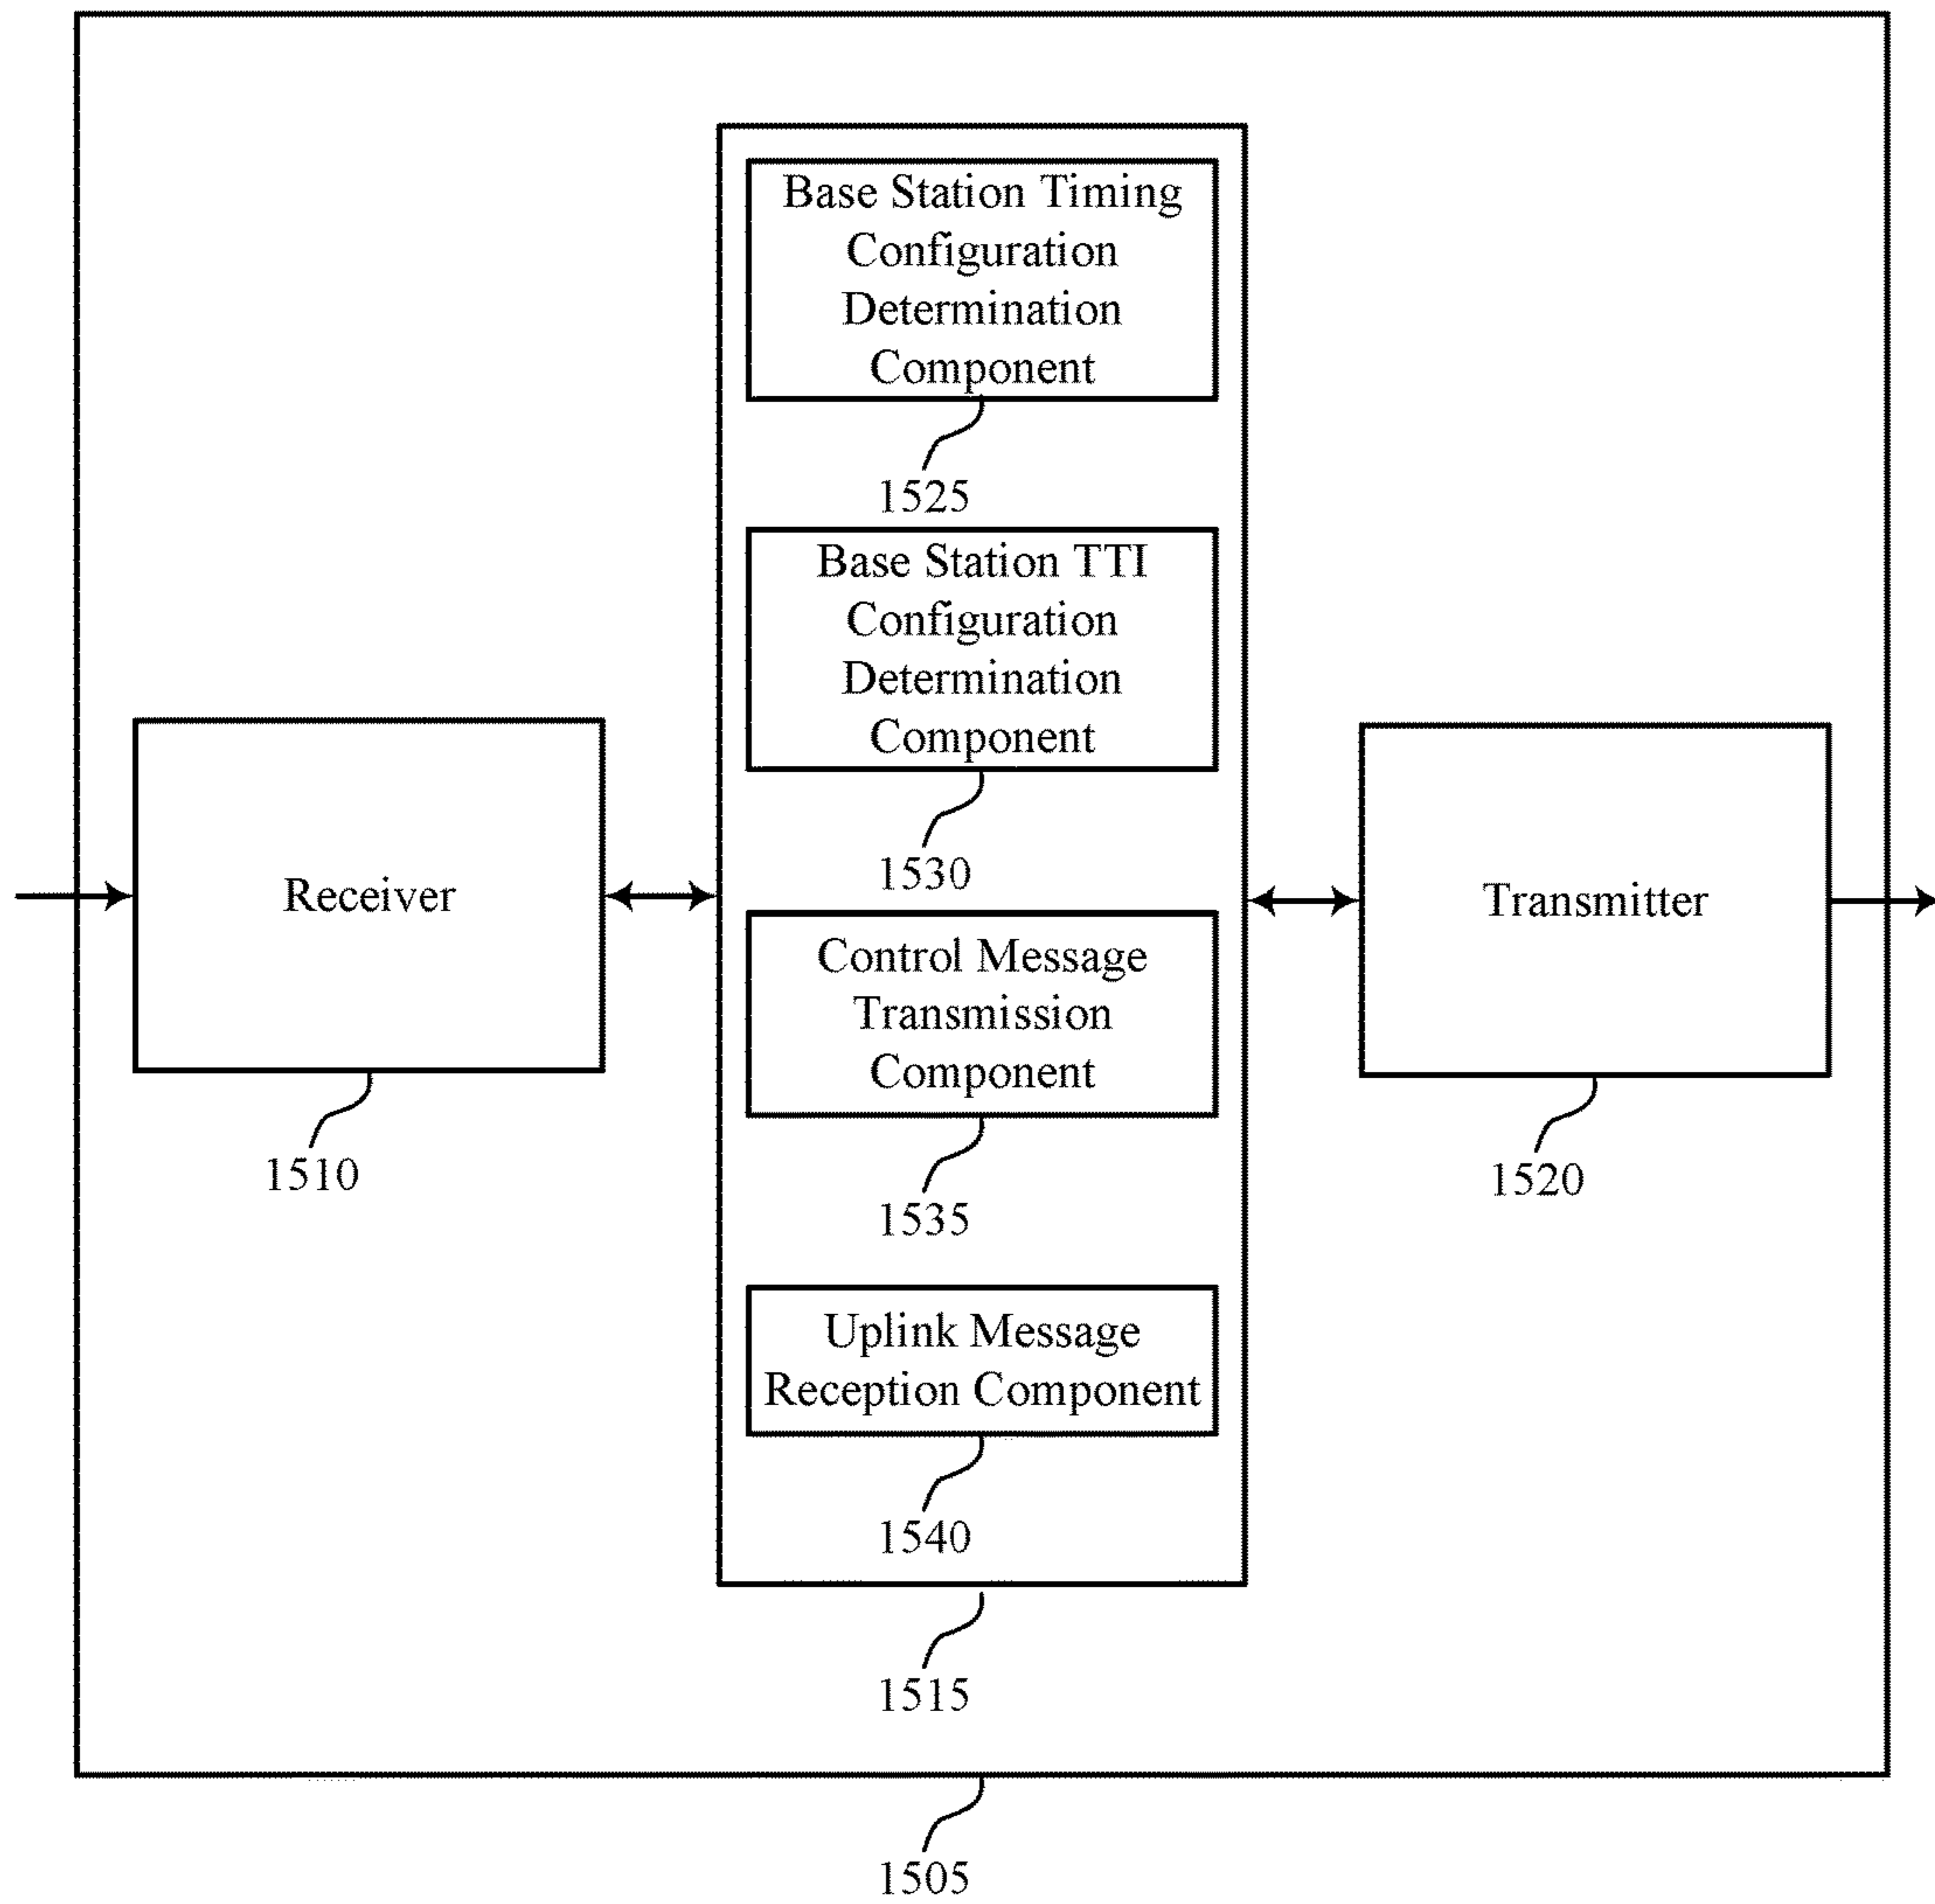 Base Station Timing
Configuration
Determination
Component
1525
Base Station TTI
Configuration
Determination
Component
1530
Receiver
1510
Control Message
Transmission
Component
1535
Transmitter
1520
Uplink Message
Reception Component
1540
1515
1505